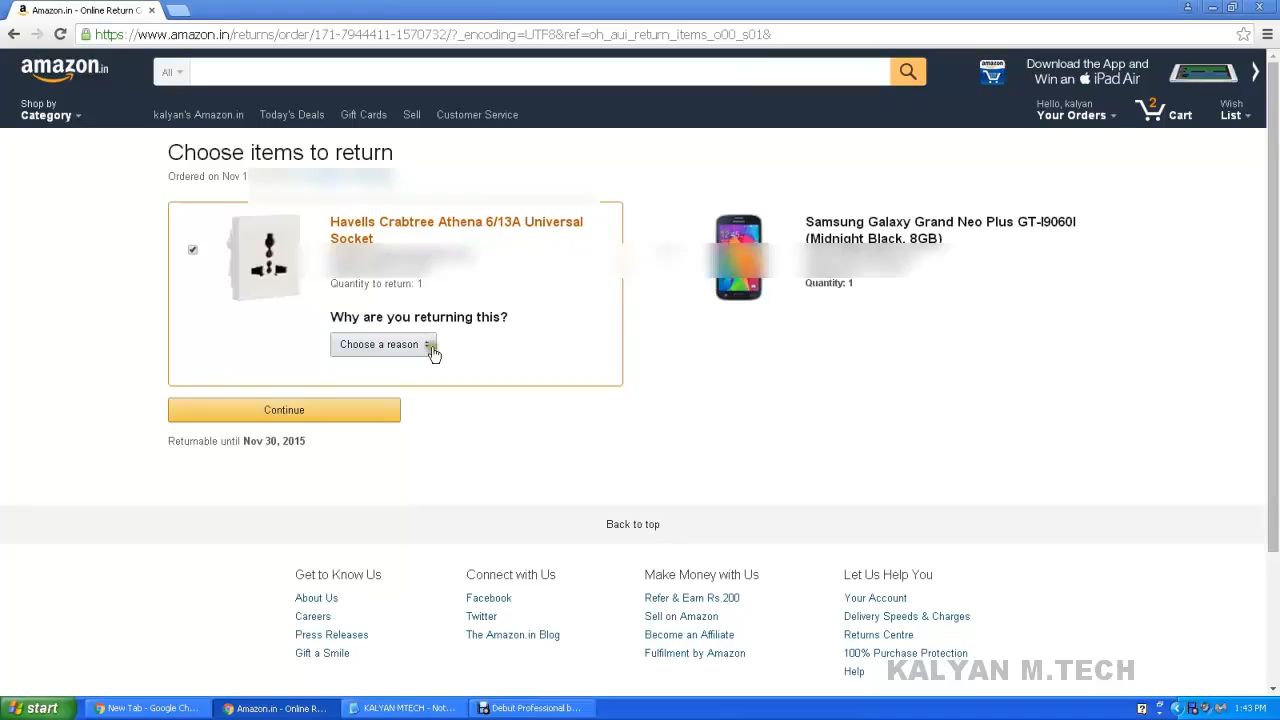 Amazon.in - Online Return C
https://www.amazon.in/returns/order/171-7944411-1570732/?_encoding=UTF8&ref=oh_aui_return_items_o00_s01&
amazon.in
All
amazon
Download the App and
Win an iPad Air
Shop by
Category
kalyan's Amazon.in
Today's Deals
Gift Cards
Sell
Customer Service
Hello, kalyan
Your Orders
2
Cart
Wish
List
Choose items to return
Ordered on Nov 1
Havells Crabtree Athena 6/13A Universal
Socket
Quantity to return: 1
Why are you returning this?
Choose a reason
Samsung Galaxy Grand Neo Plus GT-I9060I
(Midnight Black, 8GB)
Quantity: 1
Continue
Returnable until Nov 30, 2015
Back to top
Get to Know Us
About Us
Careers
Press Releases
Gift a Smile
Connect with Us
Facebook
Twitter
The Amazon.in Blog
Make Money with Us
Refer & Earn Rs.200
Sell on Amazon
Become an Affiliate
Fulfilment by Amazon
Let Us Help You
Your Account
Delivery Speeds & Charges
Returns Centre
100% Purchase Protection
Help
KALYAN M.TECH
start
New Tab - Google Ch...
Amazon.in - Online R...
KALYAN MTECH - Not...
Debut Professional b...
1:43 PM